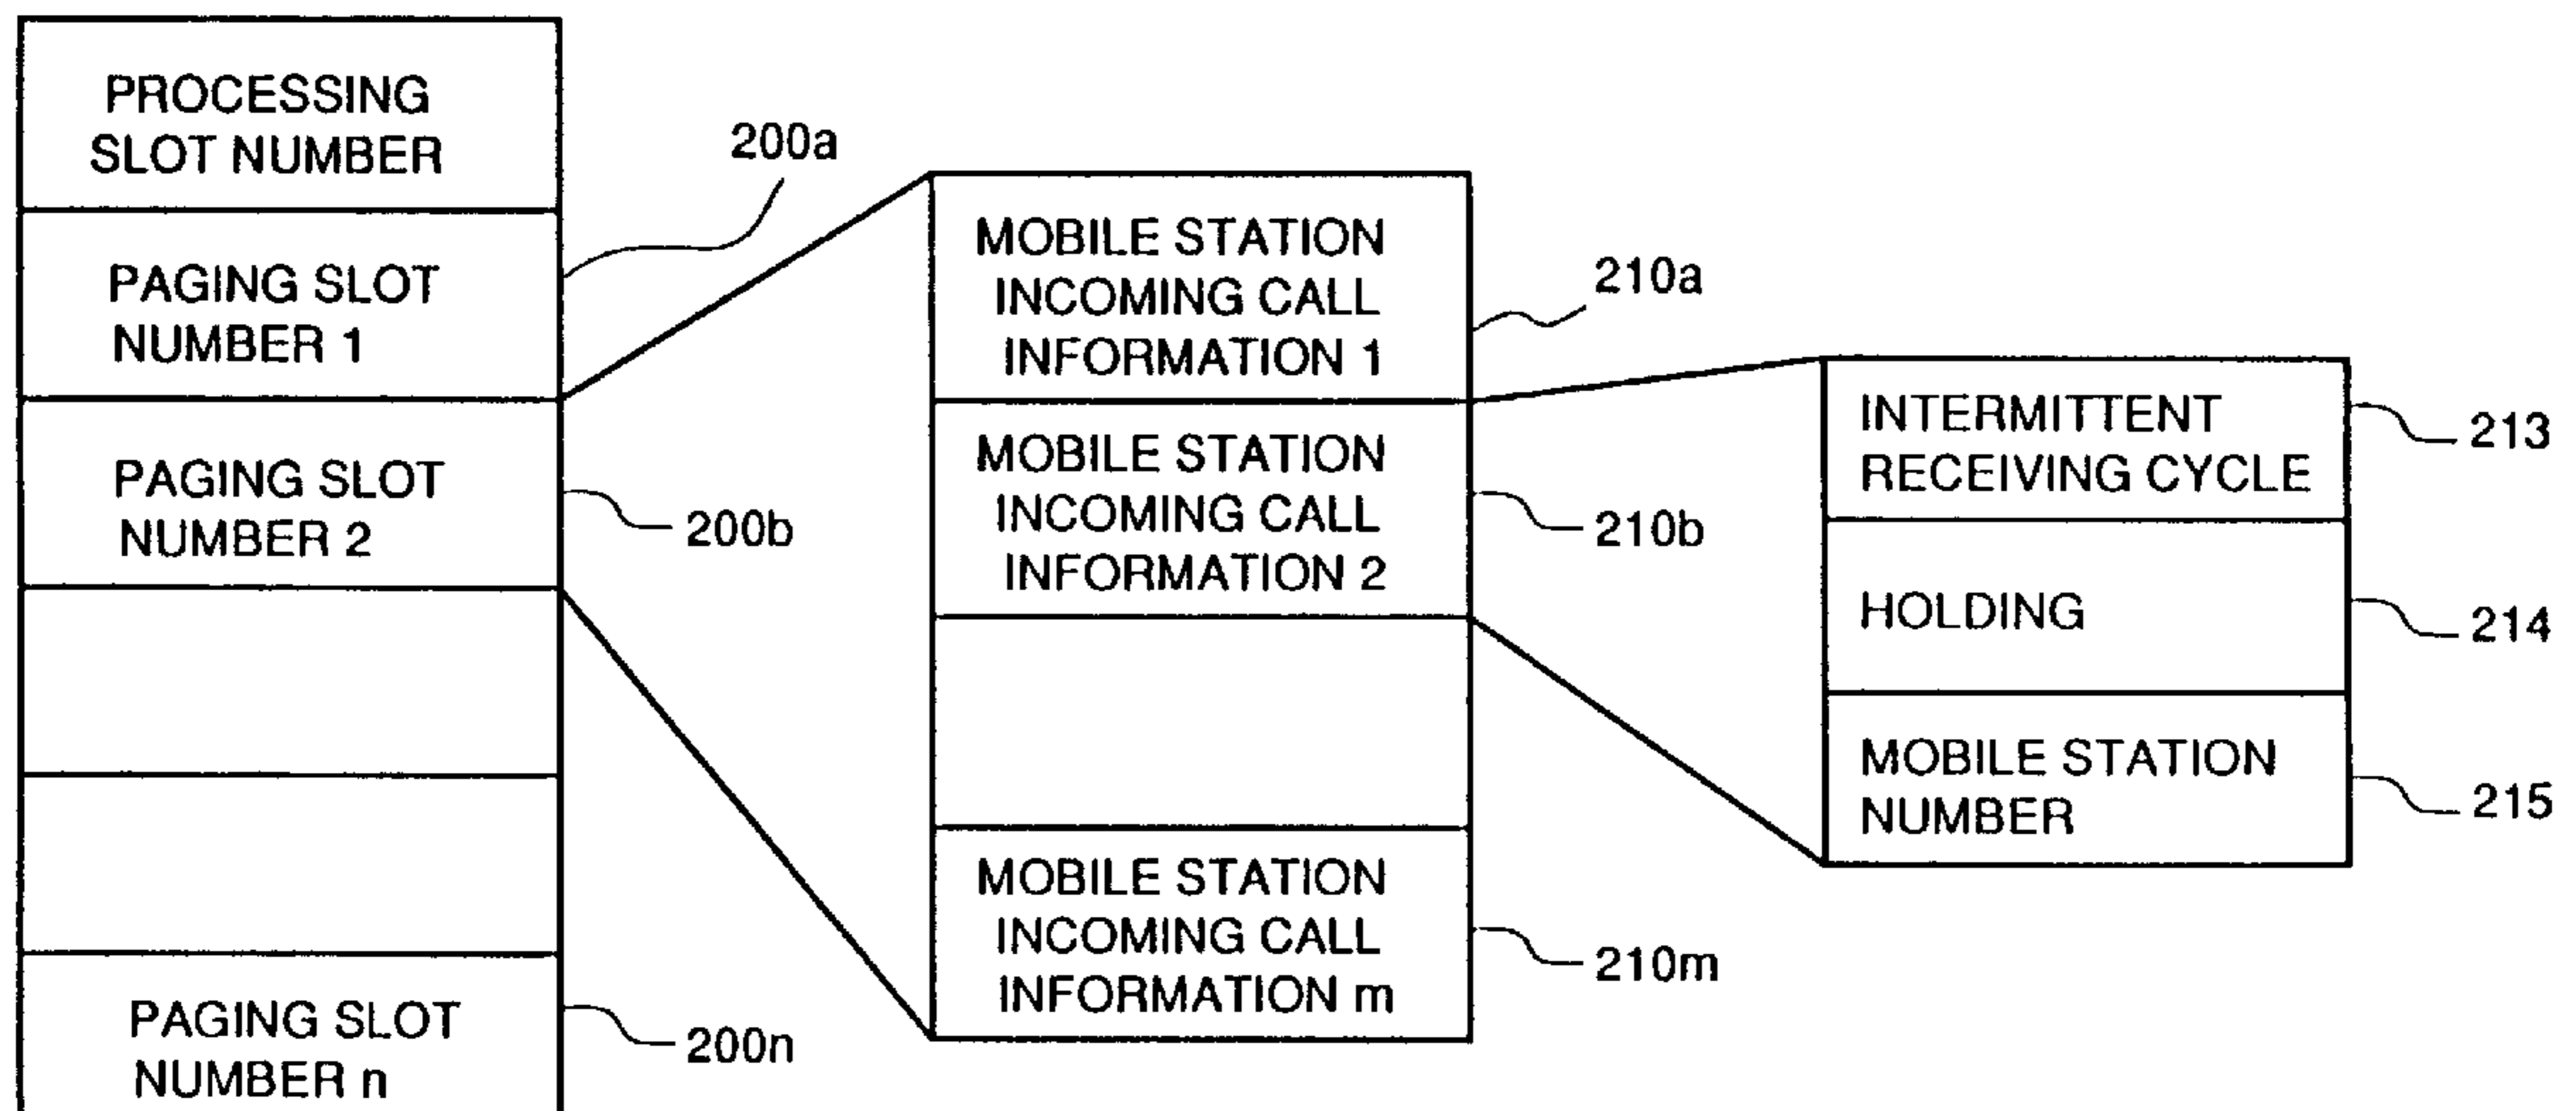 PROCESSING
SLOT NUMBER
200a
PAGING SLOT
NUMBER 1
PAGING SLOT
NUMBER 2
200b
PAGING SLOT
NUMBER n
200n
MOBILE STATION
INCOMING CALL
INFORMATION 1
210a
MOBILE STATION
INCOMING CALL
INFORMATION 2
210b
MOBILE STATION
INCOMING CALL
INFORMATION m
210m
INTERMITTENT
RECEIVING CYCLE
213
HOLDING
214
MOBILE STATION
NUMBER
215